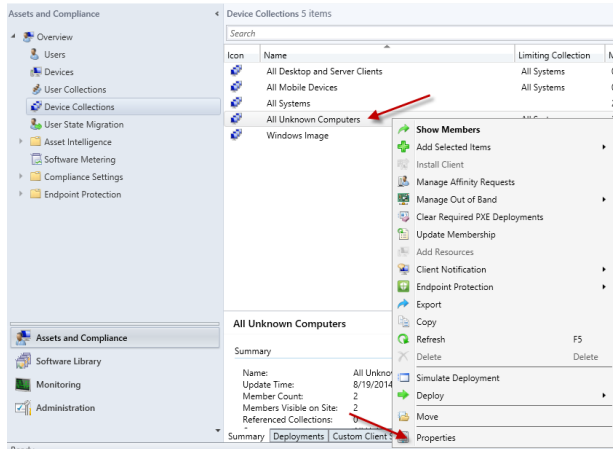 Assets and Compliance
Overview
Users
Devices
User Collections
Device Collections
User State Migration
Asset Intelligence
Software Metering
Compliance Settings
Endpoint Protection
Assets and Compliance
Software Library
Monitoring
Administration
Device Collections 5 items
Search
Icon Name Limiting Collection
All Desktop and Server Clients All Systems
All Mobile Devices All Systems
All Systems
All Unknown Computers
Windows Image
Show Members
Add Selected Items
Install Client
Manage Affinity Requests
Manage Out of Band
Clear Required PXE Deployments
Update Membership
Add Resources
Client Notification
Endpoint Protection
Export
Copy
Refresh F5
Delete Delete
Simulate Deployment
Deploy
Move
Properties
All Unknown Computers
Summary
Name: All Unkno
Update Time: 8/19/2014
Member Count: 2
Members Visible on Site: 2
Referenced Collections: 0
Summary Deployments Custom Client S